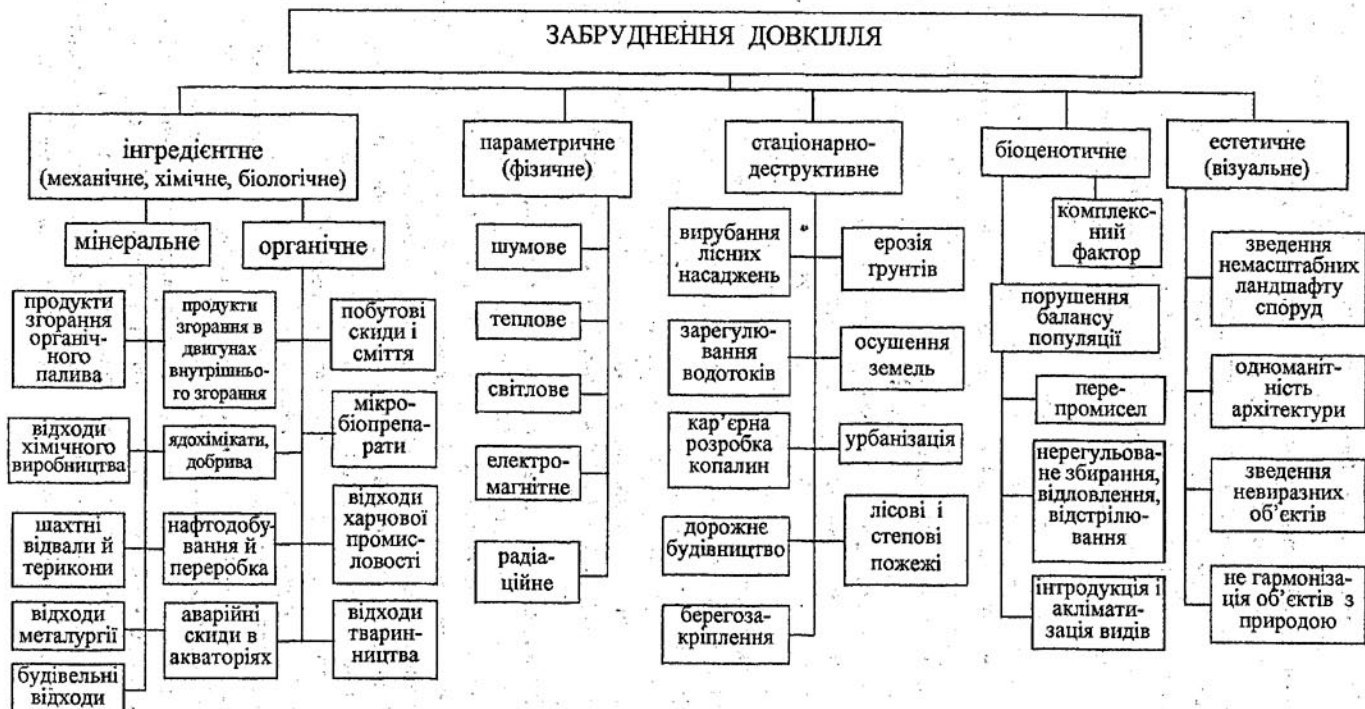 ЗАБРУДНЕННЯ ДОВКІЛЛЯ
інгредієнтне
(механічне, хімічне, біологічне)
мінеральне
органічне
продукти
згорання
органіч-
ного
палива
відходи
хімічного
виробництва
шахтні
відвали й
терикони
відходи
металургії
будівельні
відходи
продукти
згорання в
двигунах
внутрішньо-
го згорання
ядохімікати,
добрива
нафтодобу-
вання й
переробка
аварійні
скиди в
акваторіях
побутові
скиди і
сміття
мікро-
біопрепа-
рати
відходи
харчової
промис-
ловості
відходи
тварин-
ництва
параметричне
(фізичне)
шумове
теплове
світлове
електро-
магнітне
радіа-
ційне
стаціонарно-
деструктивне
вирубання
лісних
насаджень
зарегулю-
вання
водотоків
кар’єрна
розробка
копалин
дорожнє
будівництво
берегоза-
кріплення
ерозія
ґрунтів
осушення
земель
урбанізація
лісові і
степові
пожежі
біоценотичне
комплекс-
ний
фактор
порушення
балансу
популяції
пере-
промисел
нерегульова-
не збирання,
відловлення,
відстрілю-
вання
інтродукція і
акліматі-
зація видів
естетичне
(візуальне)
зведення
немасштабних
ландшафту
споруд
одноманіт-
ність
архітектури
зведення
невиразних
об’єктів
не гармоніза-
ція об’єктів з
природою